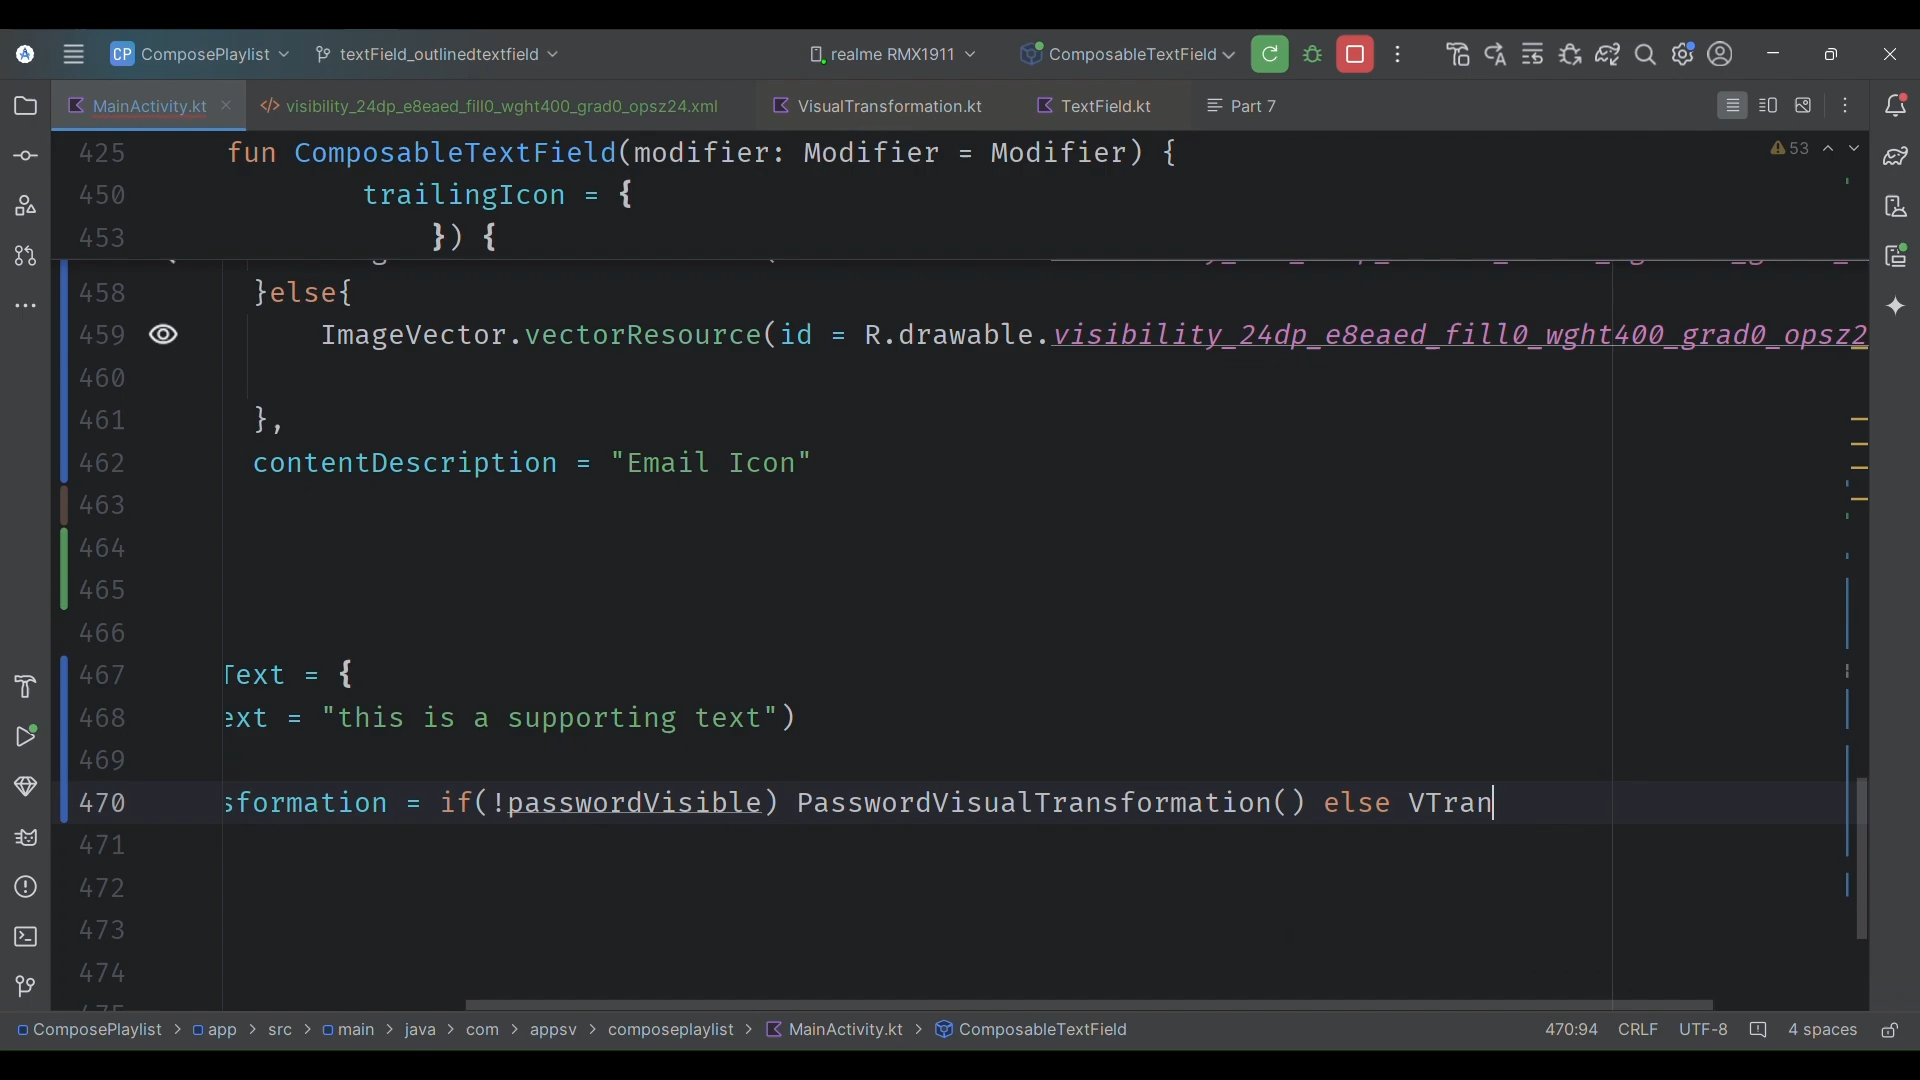 CP ComposePlaylist textField_outlinedtextfield realme RMX1911 ComposableTextField
MainActivity.kt visibility_24dp_e8eaed_fill0_wght400_grad0_opsz24.xml VisualTransformation.kt TextField.kt Part 7
425 fun ComposableTextField(modifier: Modifier = Modifier) { 53
450 trailingIcon = {
453 }) {
458 }else{
459 ImageVector.vectorResource(id = R.drawable.visibility_24dp_e8eaed_fill0_wght400_grad0_opsz2
460
461 },
462 contentDescription = "Email Icon"
463
464
465
466
467 Text = {
468 ext = "this is a supporting text")
469
470 sformation = if(!passwordVisible) PasswordVisualTransformation() else VTran
471
472
473
474
ComposePlaylist > app > src > main > java > com > appsv > composeplaylist > MainActivity.kt > ComposableTextField 470:94 CRLF UTF-8 4 spaces